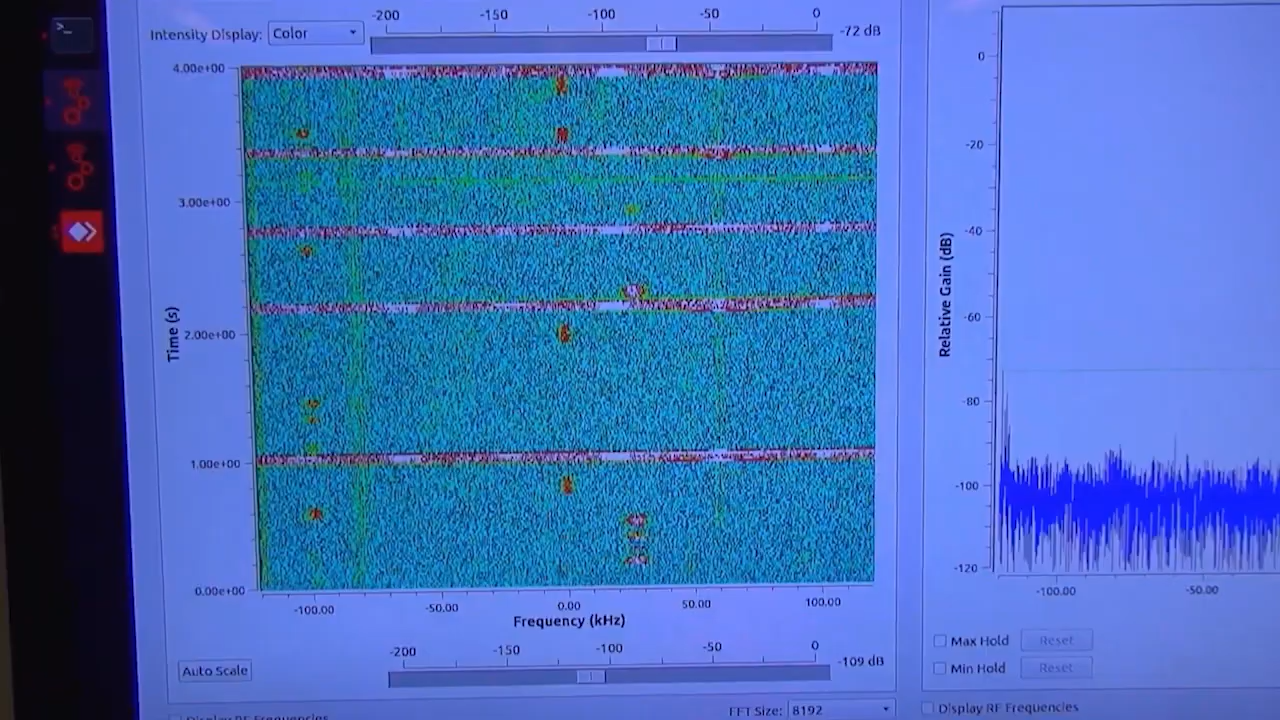 -200 -150 -100 -50 0
Intensity Display: Color -72 dB
4.00e+00
3.00e+00
2.00e+00
1.00e+00
0.00e+00
Time (s)
-100.00 -50.00 0.00 50.00 100.00
Frequency (kHz)
-200 -150 -100 -50 0
Auto Scale -109 dB
Display RF Frequencies FFT Size: 8192
0
-20
-40
-60
-80
-100
-120
Relative Gain (dB)
-100.00 -50.00
Max Hold Reset
Min Hold Reset
Display RF Frequencies